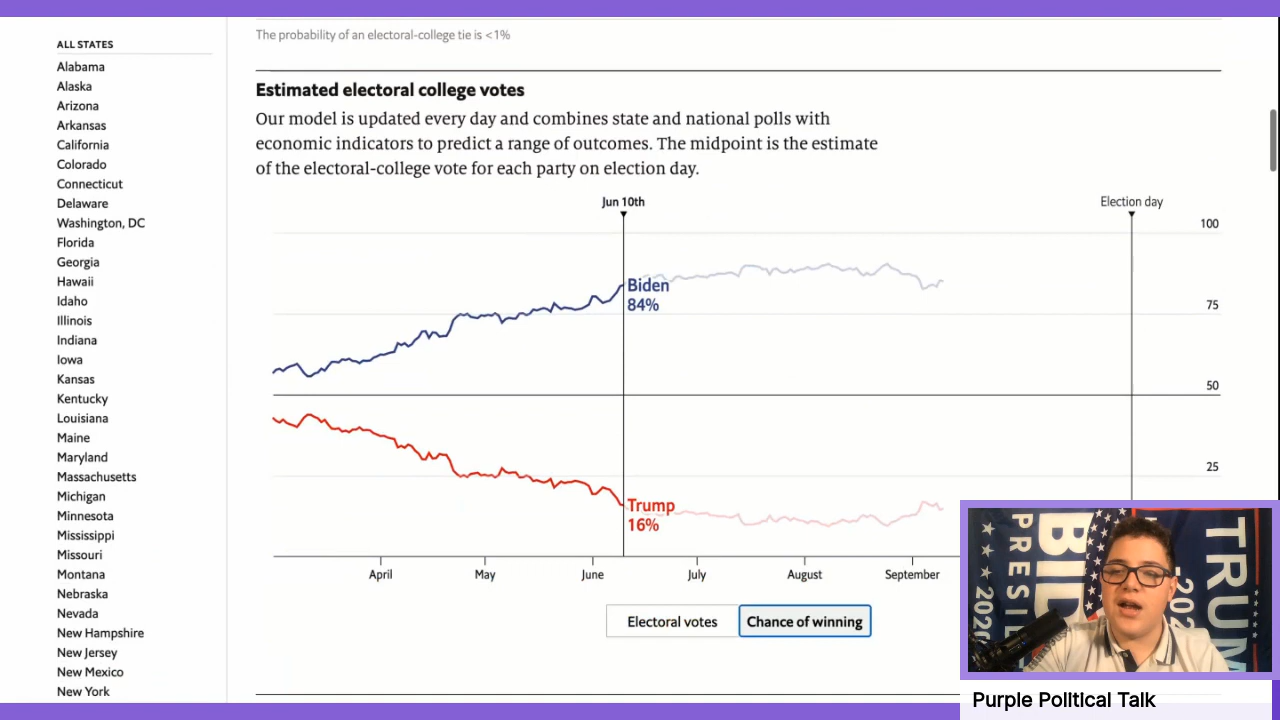 The probability of an electoral-college tie is <1%
ALL STATES
Alabama
Alaska
Arizona
Arkansas
California
Colorado
Connecticut
Delaware
Washington, DC
Florida
Georgia
Hawaii
Idaho
Illinois
Indiana
Iowa
Kansas
Kentucky
Louisiana
Maine
Maryland
Massachusetts
Michigan
Minnesota
Mississippi
Missouri
Montana
Nebraska
Nevada
New Hampshire
New Jersey
New Mexico
New York
Estimated electoral college votes
Our model is updated every day and combines state and national polls with
economic indicators to predict a range of outcomes. The midpoint is the estimate
of the electoral-college vote for each party on election day.
Jun 10th
Election day
100
Biden
84%
75
50
25
Trump
16%
April
May
June
July
August
September
Electoral votes
Chance of winning
TRUM
2020
Purple Political Talk